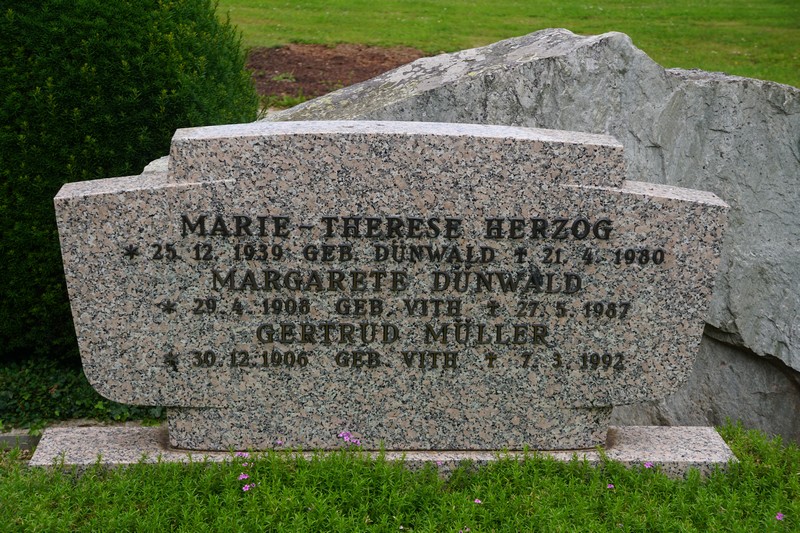 MARIE-THERESE HERZOG
* 25.12.1939 GEB. DÜNWALD † 21.4.1980
MARGARETE DÜNWALD
* 29.4.1908 GEB. VITH † 27.5.1987
GERTRUD MÜLLER
* 30.12.1906 GEB. VITH † 7.3.1992